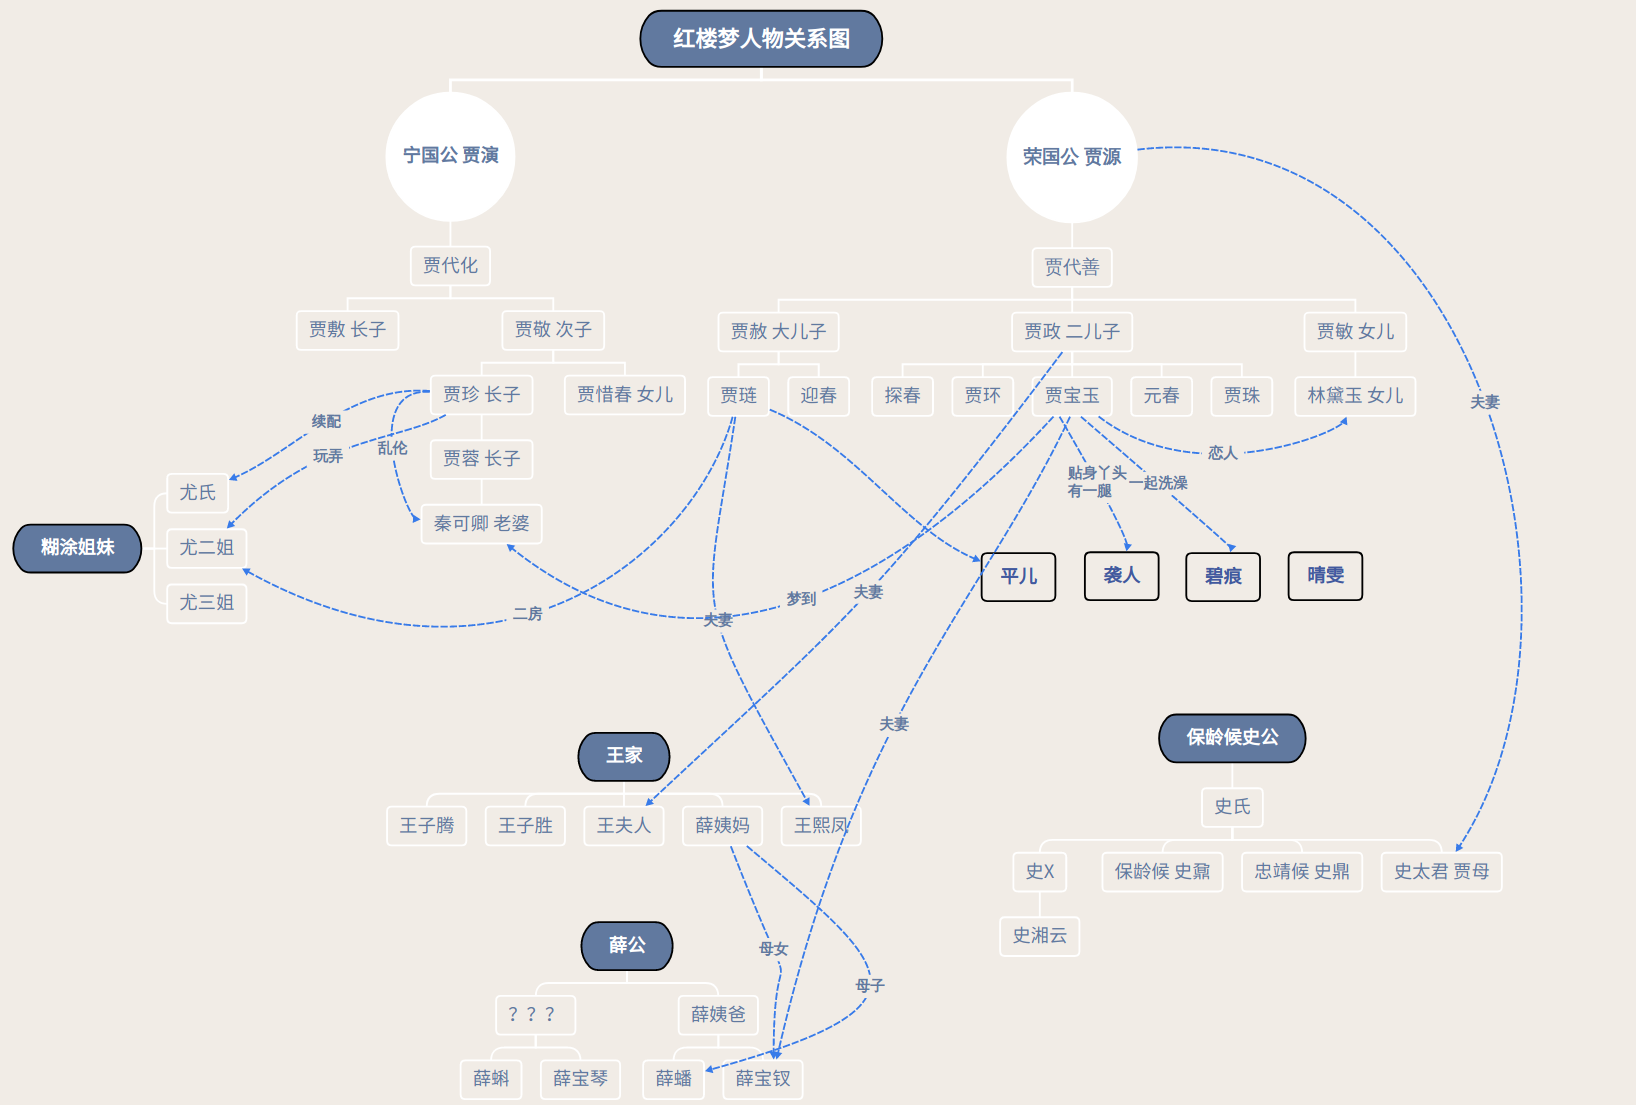 红楼梦人物关系图
宁国公 贾演
荣国公 贾源
贾代化
贾代善
贾敷 长子
贾敬 次子
贾赦 大儿子
贾政 二儿子
贾敏 女儿
贾珍 长子
贾惜春 女儿
贾琏
迎春
探春
贾环
贾宝玉
元春
贾珠
林黛玉 女儿
夫妻
续配
玩弄
乱伦
贾蓉 长子
恋人
贴身丫头
有一腿
一起洗澡
尤氏
秦可卿 老婆
糊涂姐妹
尤二姐
尤三姐
平儿
袭人
碧痕
晴雯
二房
夫妻
梦到
夫妻
夫妻
王家
保龄候史公
王子腾
王子胜
王夫人
薛姨妈
王熙凤
史氏
史X
保龄候 史鼐
忠靖候 史鼎
史太君 贾母
史湘云
薛公
母女
母子
？？？
薛姨爸
薛蝌
薛宝琴
薛蟠
薛宝钗